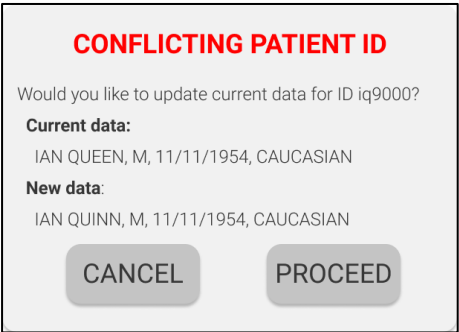 CONFLICTING PATIENT ID
Would you like to update current data for ID iq9000?
Current data:
IAN QUEEN, M, 11/11/1954, CAUCASIAN
New data:
IAN QUINN, M, 11/11/1954, CAUCASIAN
CANCEL PROCEED